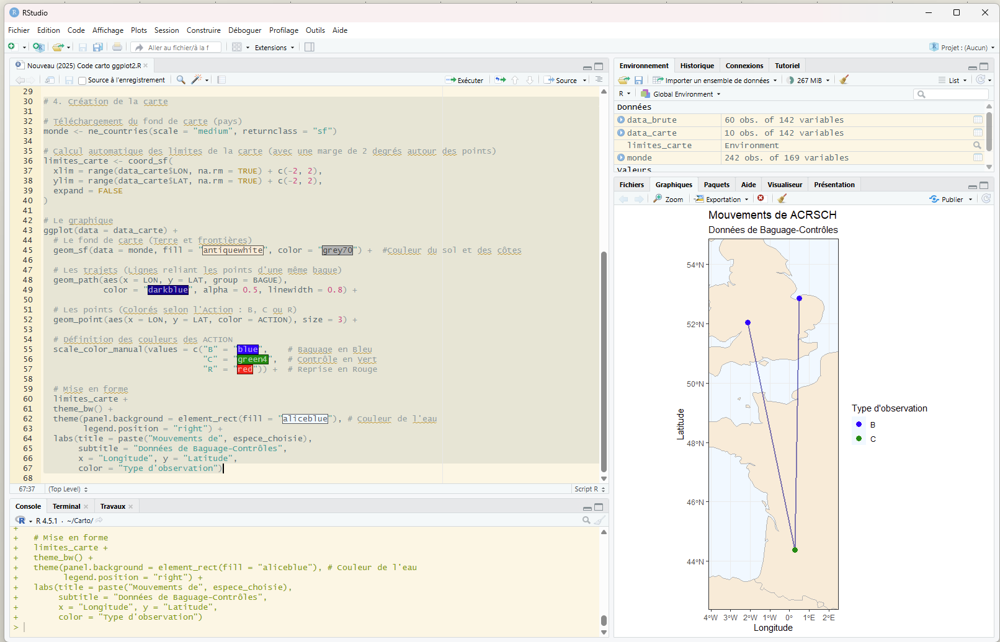 RStudio
Fichier Edition Code Affichage Plots Session Construire Déboguer Profilage Outils Aide
Aller au fichier/à la f Extensions Projet : (Aucun)
Nouveau (2025) Code carto ggplot2.R
Source à l'enregistrement Exécuter Source
29
30 # 4. Création de la carte
31
32 # Téléchargement du fond de carte (pays)
33 monde <- ne_countries(scale = "medium", returnclass = "sf")
34
35 # Calcul automatique des limites de la carte (avec une marge de 2 degrés autour des points)
36 limites_carte <- coord_sf(
37   xlim = range(data_carte$LON, na.rm = TRUE) + c(-2, 2),
38   ylim = range(data_carte$LAT, na.rm = TRUE) + c(-2, 2),
39   expand = FALSE
40 )
41
42 # Le graphique
43 ggplot(data = data_carte) +
44   # Le fond de carte (Terre et frontières)
45   geom_sf(data = monde, fill = "antiquewhite", color = "grey70") +  #Couleur du sol et des côtes
46
47   # Les trajets (Lignes reliant les points d'une même bague)
48   geom_path(aes(x = LON, y = LAT, group = BAGUE),
49             color = "darkblue", alpha = 0.5, linewidth = 0.8) +
50
51   # Les points (Colorés selon l'Action : B, C ou R)
52   geom_point(aes(x = LON, y = LAT, color = ACTION), size = 3) +
53
54   # Définition des couleurs des ACTION
55   scale_color_manual(values = c("B" = "blue",    # Baguage en Bleu
56                                 "C" = "green4",  # Contrôle en Vert
57                                 "R" = "red")) +  # Reprise en Rouge
58
59   # Mise en forme
60   limites_carte +
61   theme_bw() +
62   theme(panel.background = element_rect(fill = "aliceblue"), # Couleur de l'eau
63         legend.position = "right") +
64   labs(title = paste("Mouvements de", espece_choisie),
65        subtitle = "Données de Baguage-Contrôles",
66        x = "Longitude", y = "Latitude",
67        color = "Type d'observation")
68
67:37 (Top Level) Script R
Console Terminal Travaux
R R 4.5.1 · ~/Carto/
+
+   # Mise en forme
+   limites_carte +
+   theme_bw() +
+   theme(panel.background = element_rect(fill = "aliceblue"), # Couleur de l'eau
+         legend.position = "right") +
+   labs(title = paste("Mouvements de", espece_choisie),
+        subtitle = "Données de Baguage-Contrôles",
+        x = "Longitude", y = "Latitude",
+        color = "Type d'observation")
>
Environnement Historique Connexions Tutoriel
Importer un ensemble de données 267 MiB List
R Global Environment
Données
data_brute 60 obs. of 142 variables
data_carte 10 obs. of 142 variables
limites_carte Environment
monde 242 obs. of 169 variables
Valeurs
Fichiers Graphiques Paquets Aide Visualiseur Présentation
Zoom Exportation Publier
Mouvements de ACRSCH
Données de Baguage-Contrôles
54°N
52°N
50°N
48°N
46°N
44°N
Latitude
4°W 3°W 2°W 1°W 0° 1°E 2°E
Longitude
Type d'observation
B
C